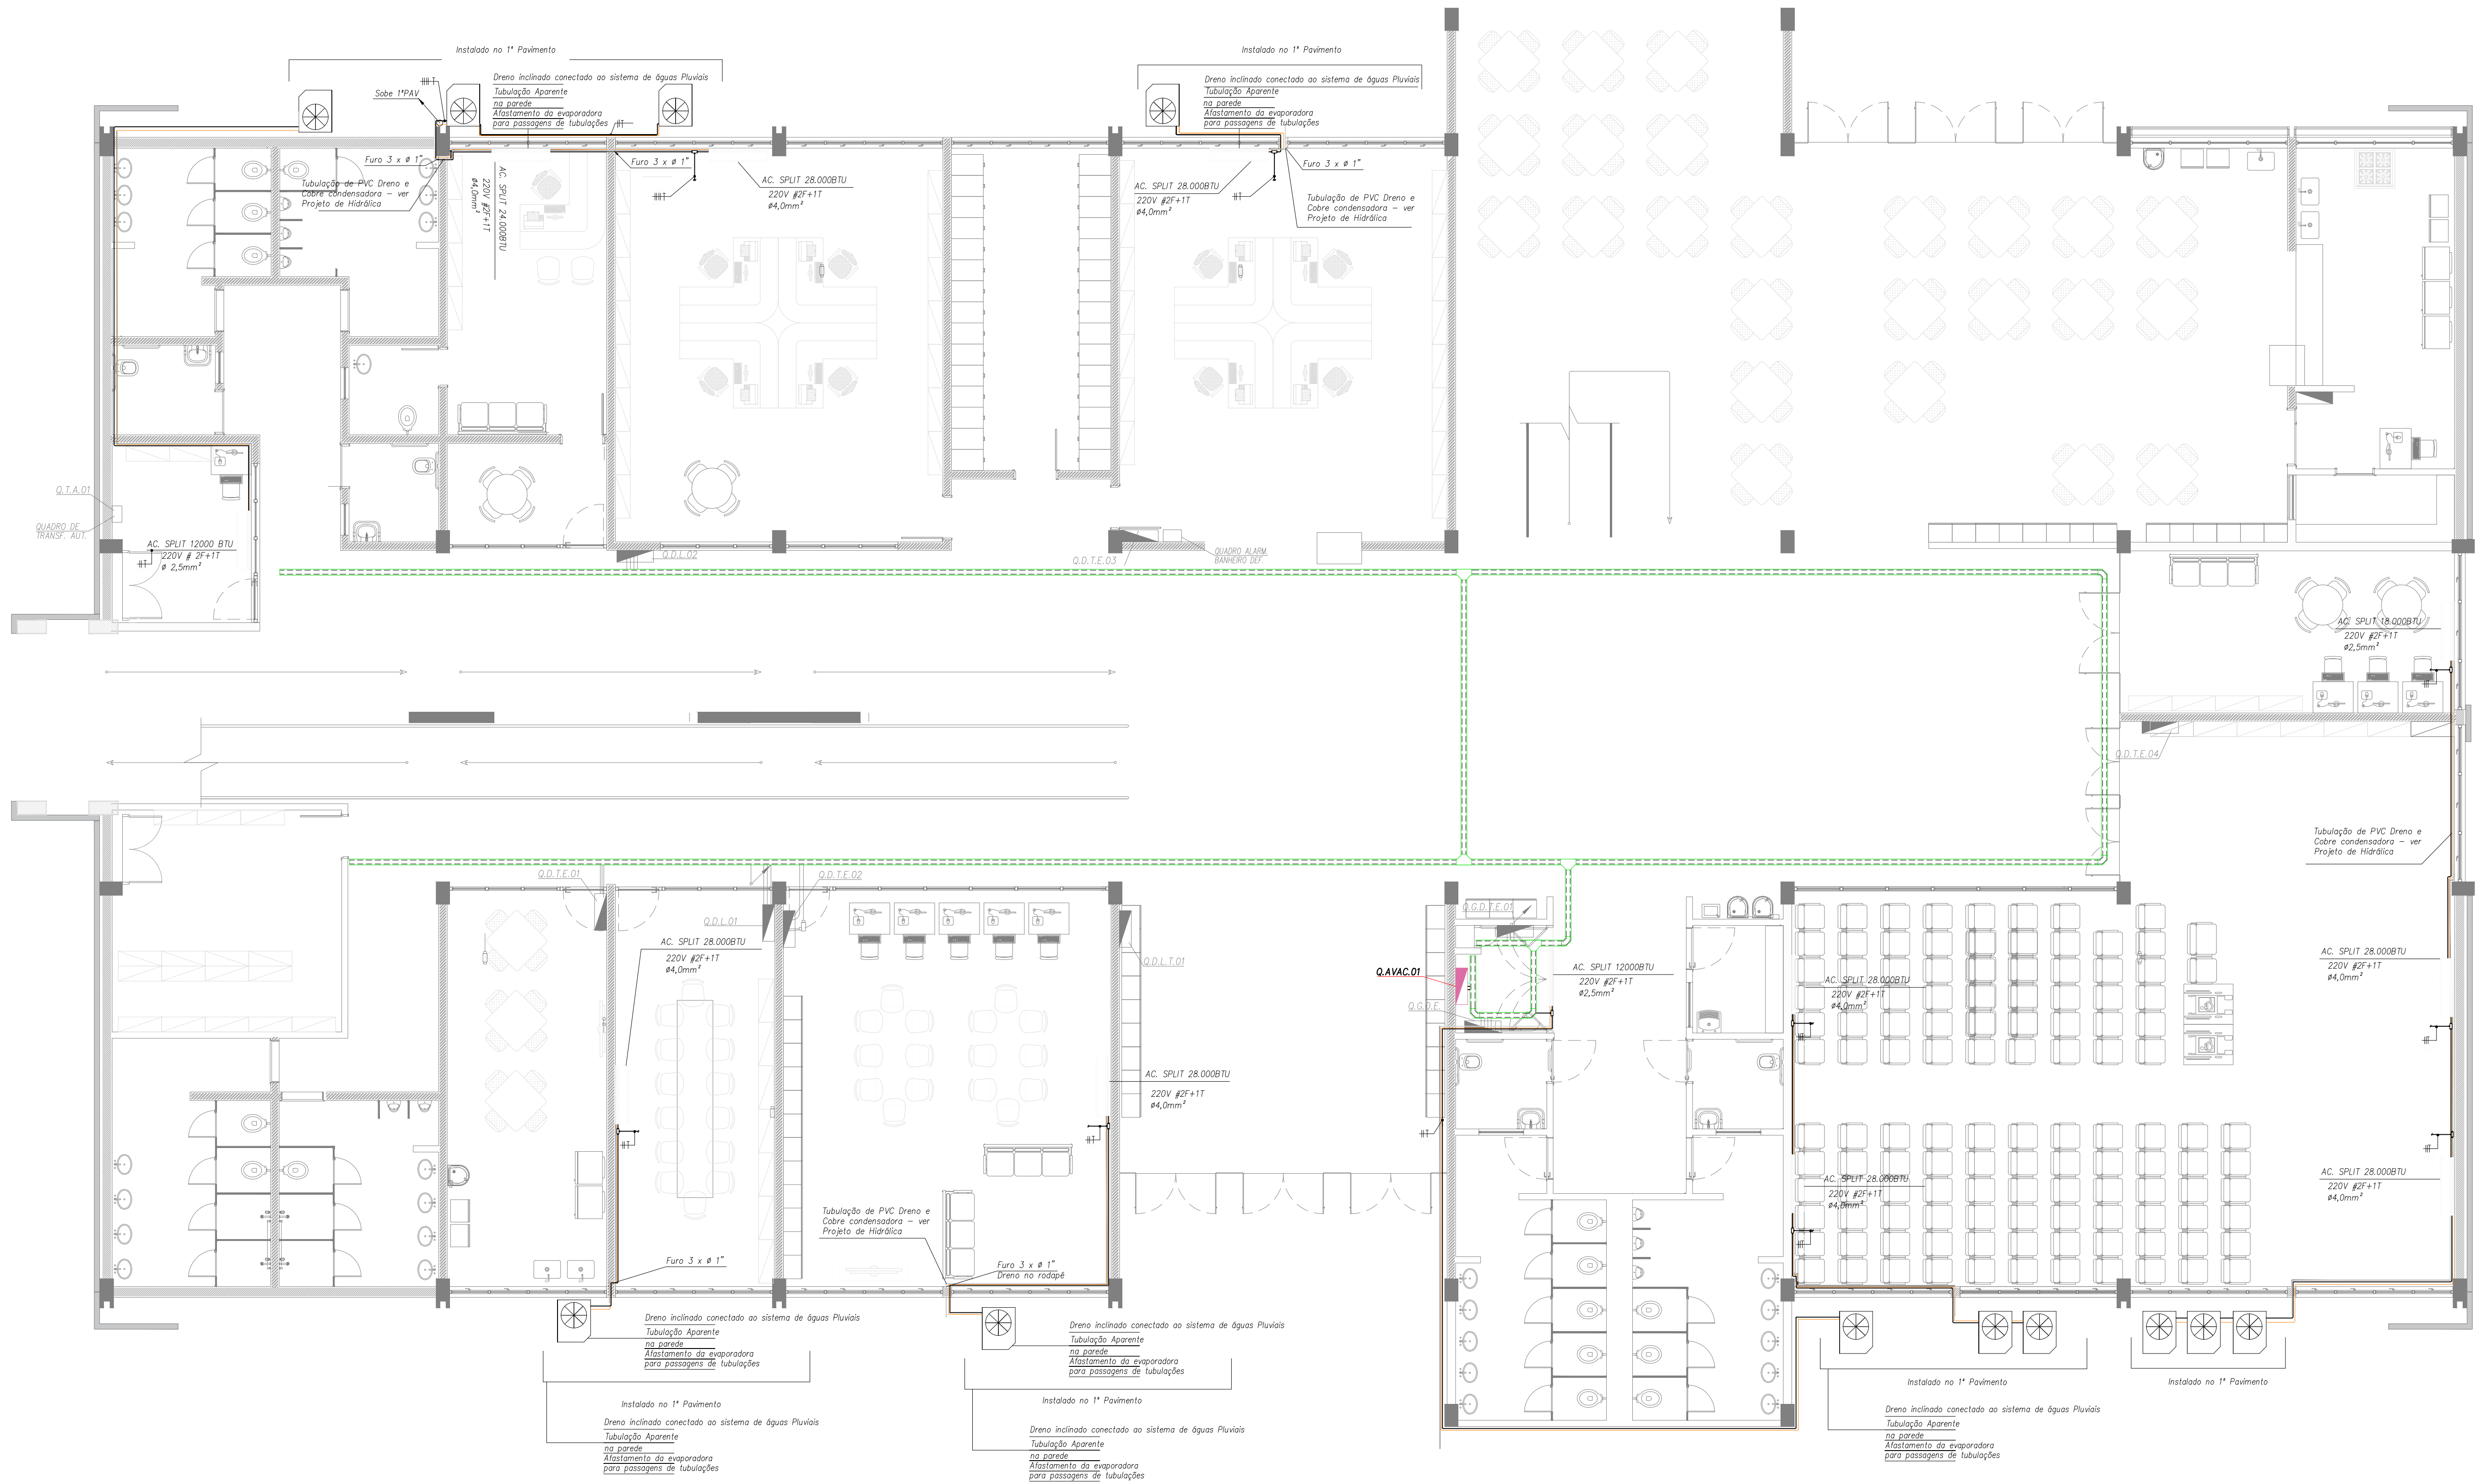 Instalado no 1° Pavimento
Dreno inclinado conectado ao sistema de águas Pluviais
Tubulação Aparente
na parede
Afastamento da evaporadora
para passagens de tubulações
Sobe 1°PAV
Furo 3 x Ø 1"
Tubulação de PVC Dreno e
Cobre condensadora – ver
Projeto de Hidrálica
AC. SPLIT 24.000BTU
220V #2F+1T
Ø4,0mm²
Furo 3 x Ø 1"
AC. SPLIT 28.000BTU
220V #2F+1T
Ø4,0mm²
Instalado no 1° Pavimento
Dreno inclinado conectado ao sistema de águas Pluviais
Tubulação Aparente
na parede
Afastamento da evaporadora
para passagens de tubulações
Furo 3 x Ø 1"
AC. SPLIT 28.000BTU
220V #2F+1T
Ø4,0mm²
Tubulação de PVC Dreno e
Cobre condensadora – ver
Projeto de Hidrálica
Q.T.A.01
QUADRO DE
TRANSF. AUT.
AC. SPLIT 12000 BTU
220V # 2F+1T
Ø 2,5mm²
Q.D.L.02
Q.D.T.E.03
QUADRO ALARM.
BANHEIRO DEF.
AC. SPLIT 18.000BTU
220V #2F+1T
Ø2,5mm²
Q.D.T.E.04
Tubulação de PVC Dreno e
Cobre condensadora – ver
Projeto de Hidrálica
Q.D.T.E.01
Q.D.L.01
Q.D.T.E.02
AC. SPLIT 28.000BTU
220V #2F+1T
Ø4,0mm²
Q.D.L.T.01
Q.G.D.T.E.01
Q.AVAC.01
Q.G.D.E.
AC. SPLIT 12000BTU
220V #2F+1T
Ø2,5mm²
AC. SPLIT 28.000BTU
220V #2F+1T
Ø4,0mm²
AC. SPLIT 28.000BTU
220V #2F+1T
Ø4,0mm²
AC. SPLIT 28.000BTU
220V #2F+1T
Ø4,0mm²
AC. SPLIT 28.000BTU
220V #2F+1T
Ø4,0mm²
AC. SPLIT 28.000BTU
220V #2F+1T
Ø4,0mm²
Tubulação de PVC Dreno e
Cobre condensadora – ver
Projeto de Hidrálica
Furo 3 x Ø 1"
Furo 3 x Ø 1"
Dreno no rodapé
Dreno inclinado conectado ao sistema de águas Pluviais
Tubulação Aparente
na parede
Afastamento da evaporadora
para passagens de tubulações
Instalado no 1° Pavimento
Dreno inclinado conectado ao sistema de águas Pluviais
Tubulação Aparente
na parede
Afastamento da evaporadora
para passagens de tubulações
Dreno inclinado conectado ao sistema de águas Pluviais
Tubulação Aparente
na parede
Afastamento da evaporadora
para passagens de tubulações
Instalado no 1° Pavimento
Dreno inclinado conectado ao sistema de águas Pluviais
Tubulação Aparente
na parede
Afastamento da evaporadora
para passagens de tubulações
Instalado no 1° Pavimento
Dreno inclinado conectado ao sistema de águas Pluviais
Tubulação Aparente
na parede
Afastamento da evaporadora
para passagens de tubulações
Instalado no 1° Pavimento